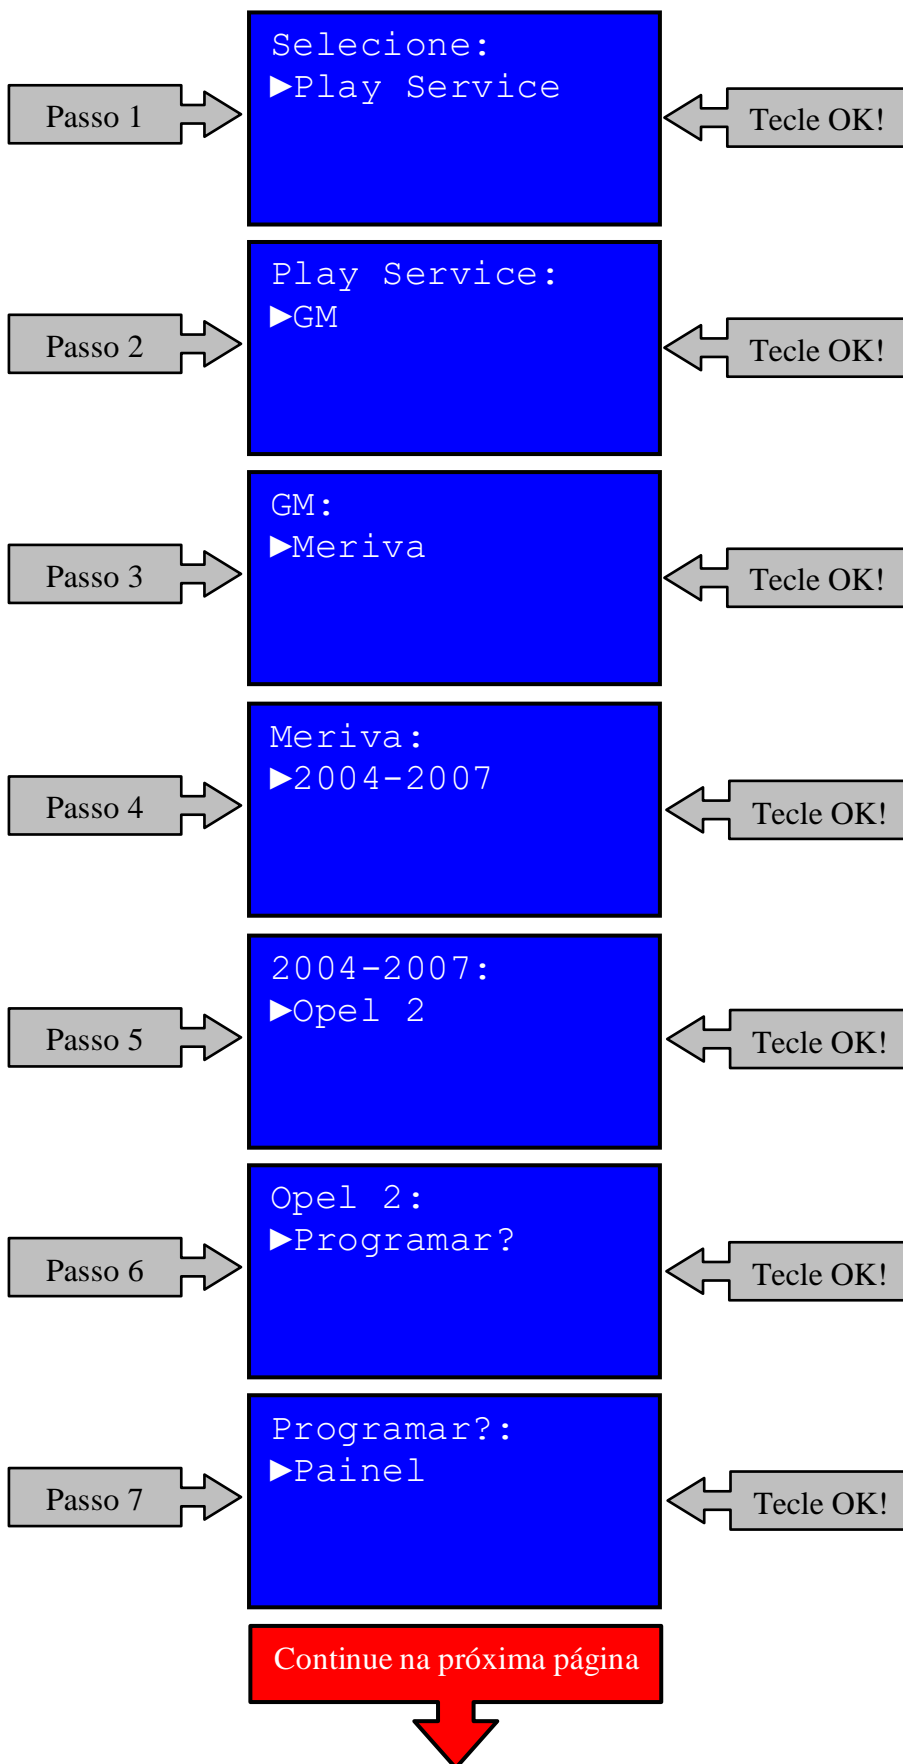 Selecione:
►Play Service
Passo 1
Tecle OK!
Play Service:
►GM
Passo 2
Tecle OK!
GM:
►Meriva
Passo 3
Tecle OK!
Meriva:
►2004-2007
Passo 4
Tecle OK!
2004-2007:
►Opel 2
Passo 5
Tecle OK!
Opel 2:
►Programar?
Passo 6
Tecle OK!
Programar?:
►Painel
Passo 7
Tecle OK!
Continue na próxima página